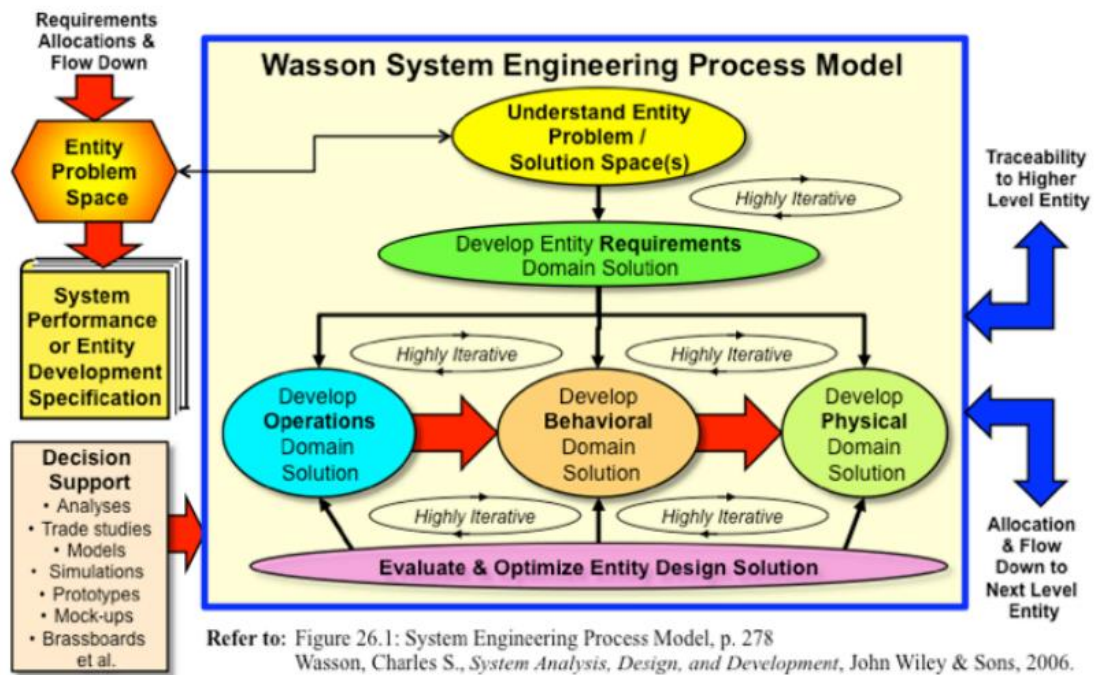 Requirements
Allocations &
Flow Down
Entity
Problem
Space
System
Performance
or Entity
Development
Specification
Decision
Support
• Analyses
• Trade studies
• Models
• Simulations
• Prototypes
• Mock-ups
• Brassboards
et al.
Wasson System Engineering Process Model
Understand Entity
Problem /
Solution Space(s)
Highly Iterative
Develop Entity Requirements
Domain Solution
Highly Iterative
Highly Iterative
Develop
Operations
Domain
Solution
Develop
Behavioral
Domain
Solution
Develop
Physical
Domain
Solution
Highly Iterative
Highly Iterative
Evaluate & Optimize Entity Design Solution
Traceability
to Higher
Level Entity
Allocation
& Flow
Down to
Next Level
Entity
Refer to: Figure 26.1: System Engineering Process Model, p. 278
Wasson, Charles S., System Analysis, Design, and Development, John Wiley & Sons, 2006.